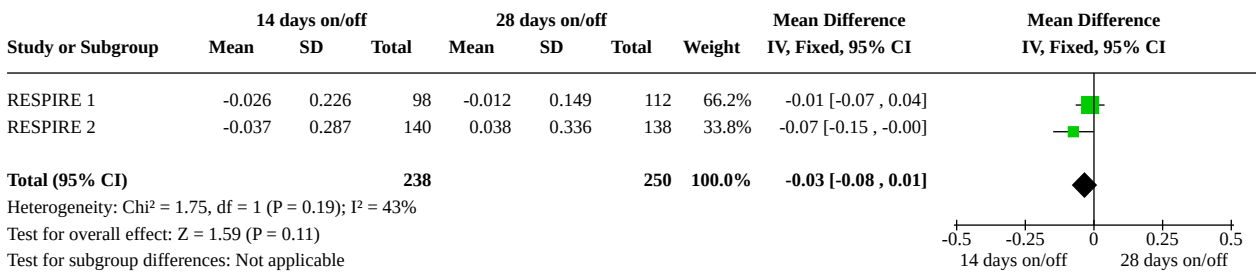 14 days on/off 28 days on/off Mean Difference Mean Difference
Study or Subgroup Mean SD Total Mean SD Total Weight IV, Fixed, 95% CI IV, Fixed, 95% CI
RESPIRE 1 -0.026 0.226 98 -0.012 0.149 112 66.2% -0.01 [-0.07 , 0.04]
RESPIRE 2 -0.037 0.287 140 0.038 0.336 138 33.8% -0.07 [-0.15 , -0.00]
Total (95% CI) 238 250 100.0% -0.03 [-0.08 , 0.01]
Heterogeneity: Chi² = 1.75, df = 1 (P = 0.19); I² = 43%
Test for overall effect: Z = 1.59 (P = 0.11)
-0.5 -0.25 0 0.25 0.5
Test for subgroup differences: Not applicable 14 days on/off 28 days on/off